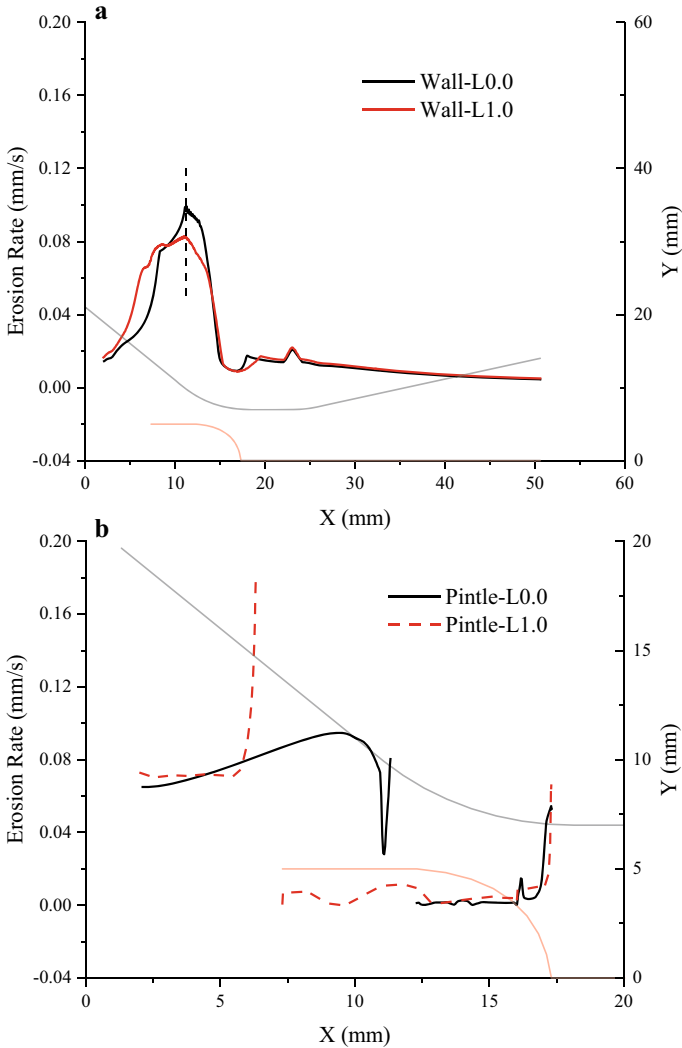 a
0.20
0.16
0.12
0.08
0.04
0.00
-0.04
Erosion Rate (mm/s)
Wall-L0.0
Wall-L1.0
60
40
20
0
Y (mm)
0 10 20 30 40 50 60
X (mm)
b
0.20
0.16
0.12
0.08
0.04
0.00
-0.04
Erosion Rate (mm/s)
Pintle-L0.0
Pintle-L1.0
20
15
10
5
0
Y (mm)
0 5 10 15 20
X (mm)